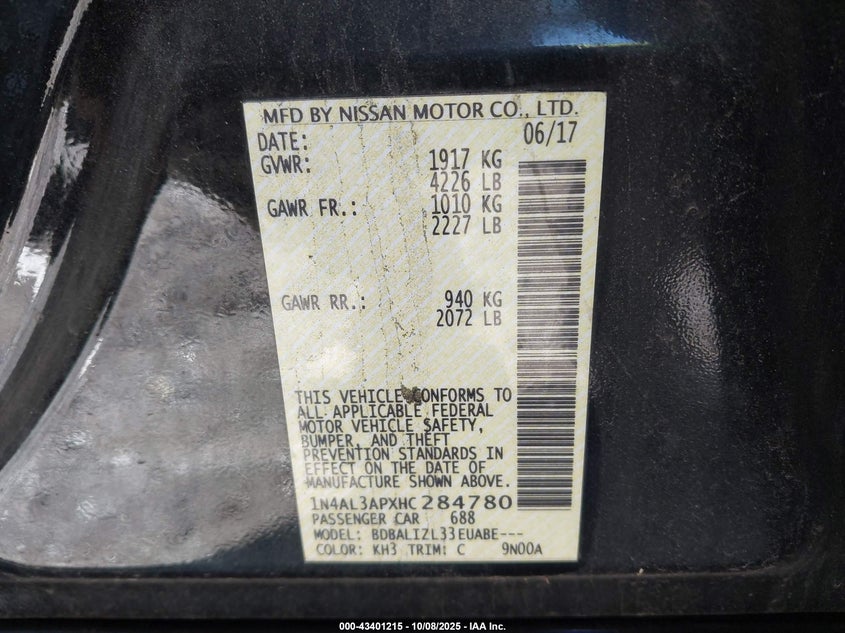 MFD BY NISSAN MOTOR CO., LTD.
DATE: 06/17
GVWR: 1917 KG
4226 LB
GAWR FR.: 1010 KG
2227 LB
GAWR RR.: 940 KG
2072 LB
THIS VEHICLE CONFORMS TO
ALL APPLICABLE FEDERAL
MOTOR VEHICLE SAFETY,
BUMPER, AND THEFT
PREVENTION STANDARDS IN
EFFECT ON THE DATE OF
MANUFACTURE SHOWN ABOVE.
1N4AL3APXHC284780
PASSENGER CAR 688
MODEL: BDBALIZL33EUABE---
COLOR: KH3 TRIM: C 9N00A
000-43401215 - 10/08/2025 - IAA Inc.